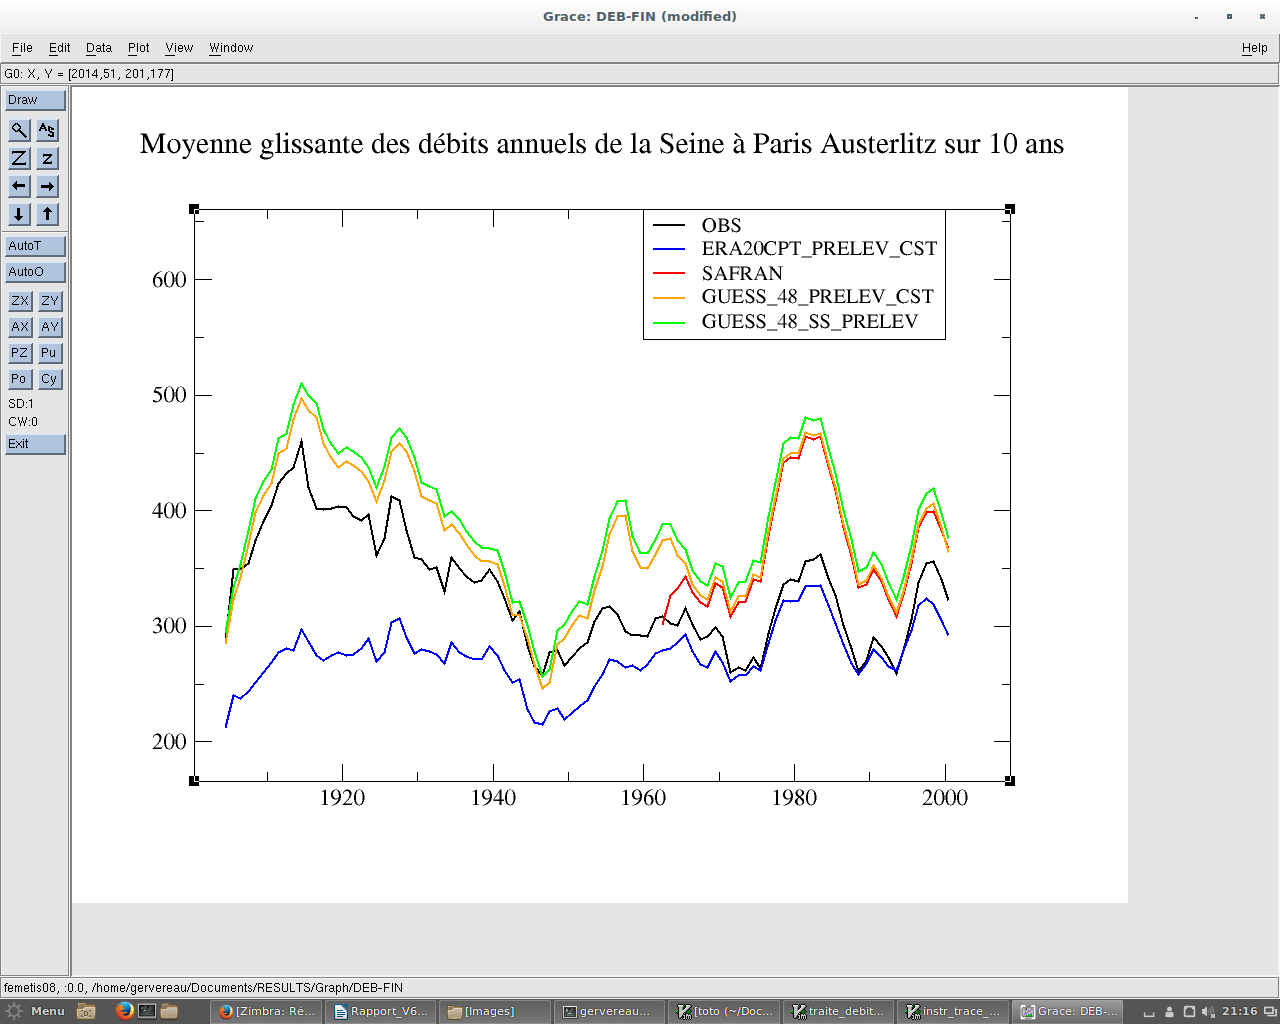 Grace: DEB-FIN (modified)
File Edit Data Plot View Window Help
G0: X, Y = [2014,51, 201,177]
Draw
AS
Z z
AutoT
AutoO
ZX ZY
AX AY
PZ Pu
Po Cy
SD:1
CW:0
Exit
Moyenne glissante des débits annuels de la Seine à Paris Austerlitz sur 10 ans
OBS
ERA20CPT_PRELEV_CST
SAFRAN
GUESS_48_PRELEV_CST
GUESS_48_SS_PRELEV
600
500
400
300
200
1920 1940 1960 1980 2000
femetis08, :0.0, /home/gervereau/Documents/RESULTS/Graph/DEB-FIN
Menu [Zimbra: Ré... Rapport_V6... [Images] gervereau... [toto (~/Doc... traite_debit... instr_trace_... Grace: DEB-... 21:16